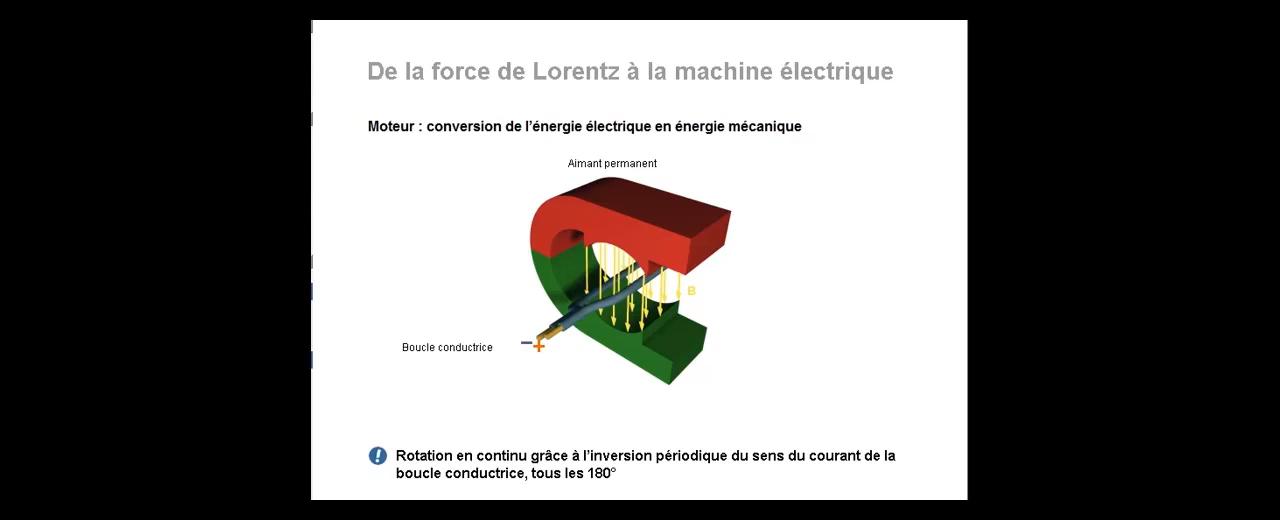 De la force de Lorentz à la machine électrique
Moteur : conversion de l'énergie électrique en énergie mécanique
Aimant permanent
B
Boucle conductrice
− +
Rotation en continu grâce à l'inversion périodique du sens du courant de la
boucle conductrice, tous les 180°